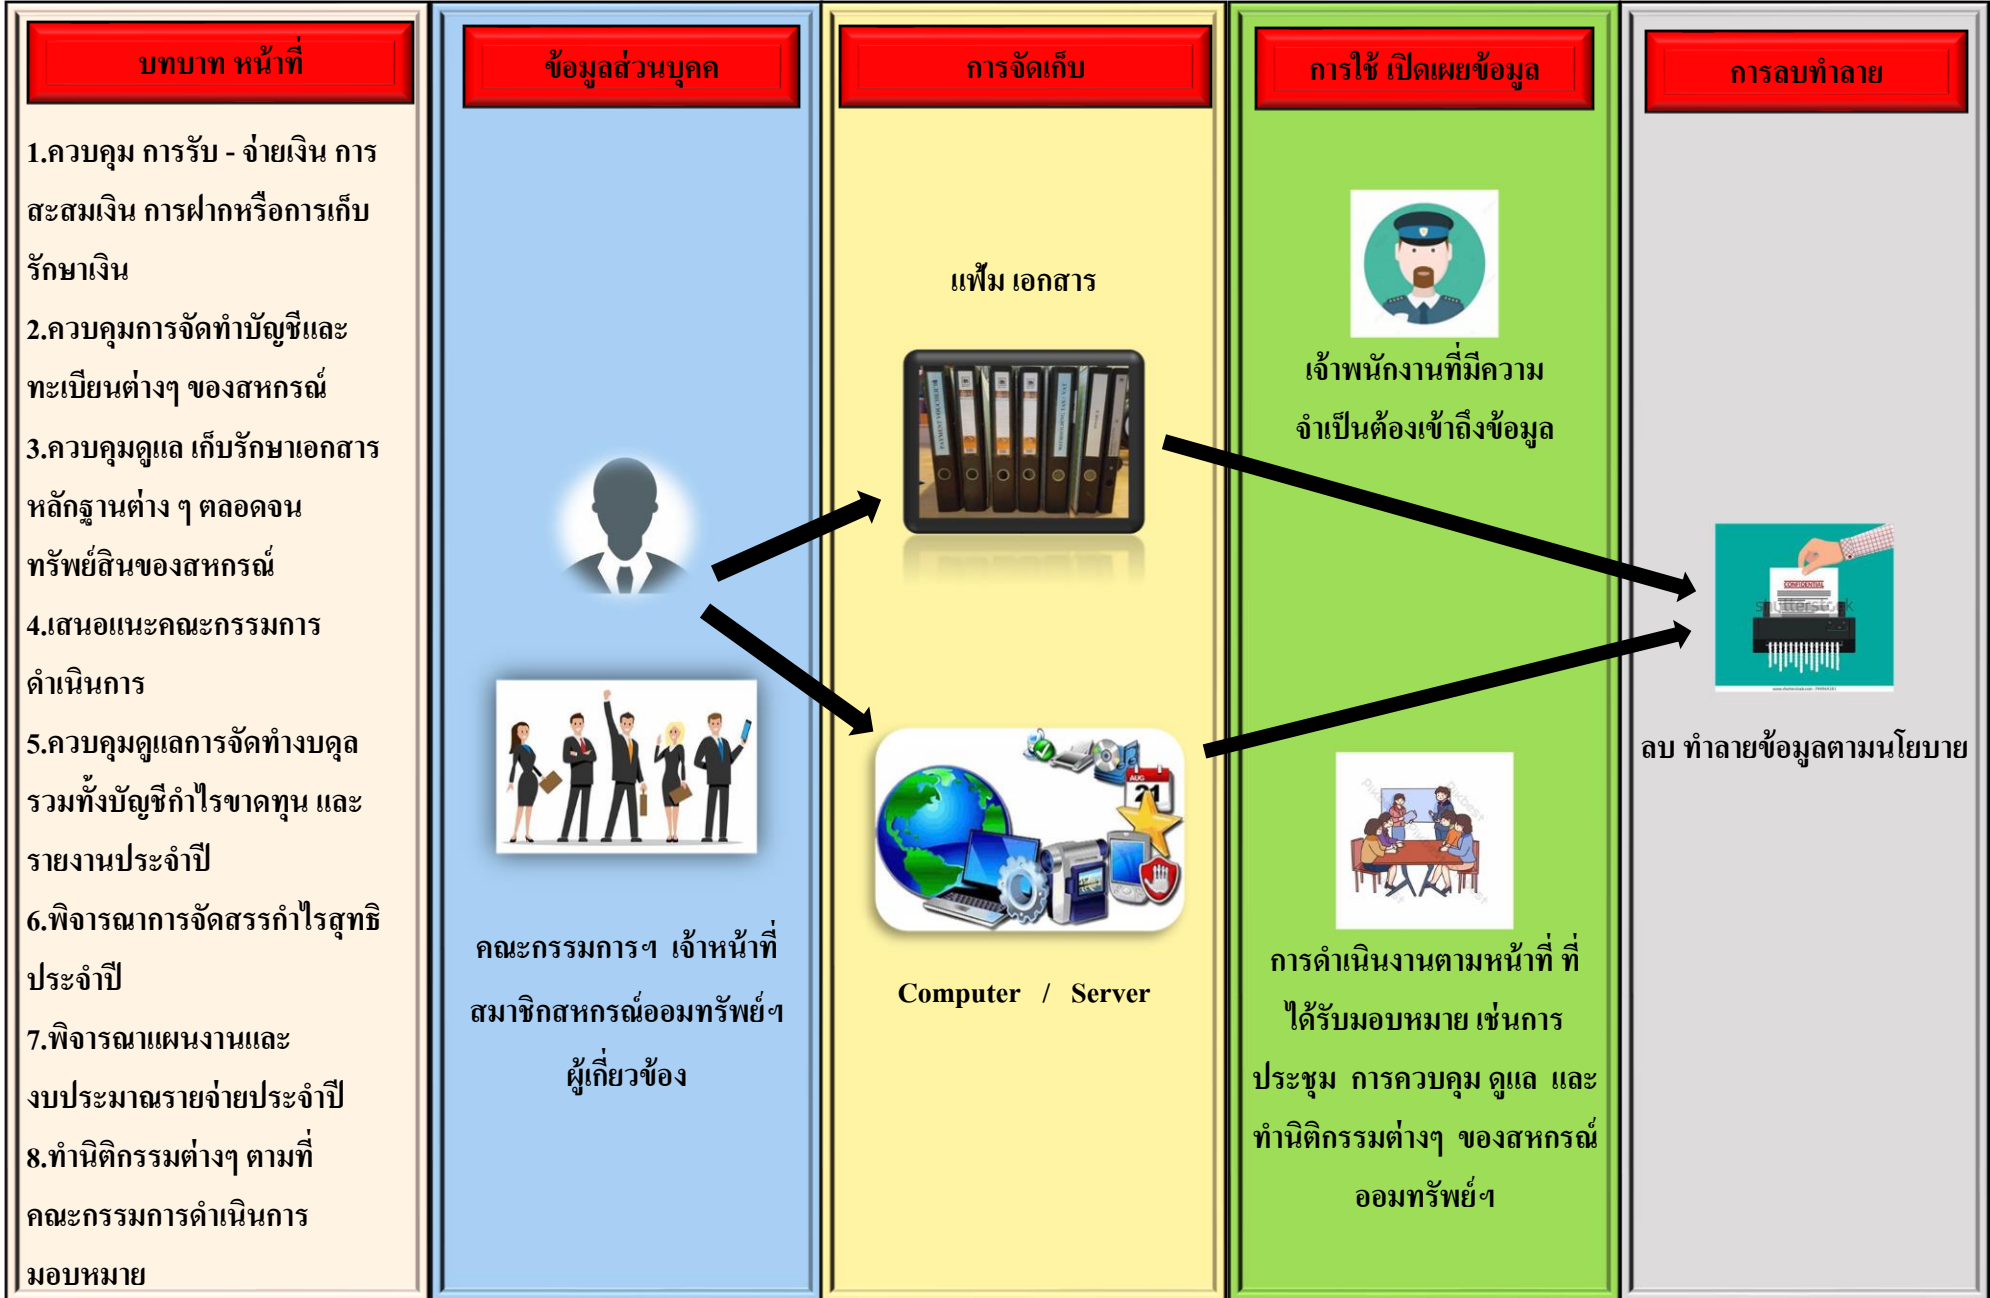 บทบาท หน้าที่
1.ควบคุม การรับ - จ่ายเงิน การ
สะสมเงิน การฝากหรือการเก็บ
รักษาเงิน
2.ควบคุมการจัดทำบัญชีและ
ทะเบียนต่างๆ ของสหกรณ์
3.ควบคุมดูแล เก็บรักษาเอกสาร
หลักฐานต่าง ๆ ตลอดจน
ทรัพย์สินของสหกรณ์
4.เสนอแนะคณะกรรมการ
ดำเนินการ
5.ควบคุมดูแลการจัดทำงบดุล
รวมทั้งบัญชีกำไรขาดทุน และ
รายงานประจำปี
6.พิจารณาการจัดสรรกำไรสุทธิ
ประจำปี
7.พิจารณาแผนงานและ
งบประมาณรายจ่ายประจำปี
8.ทำนิติกรรมต่างๆ ตามที่
คณะกรรมการดำเนินการ
มอบหมาย
ข้อมูลส่วนบุคค
คณะกรรมการฯ เจ้าหน้าที่
สมาชิกสหกรณ์ออมทรัพย์ฯ
ผู้เกี่ยวข้อง
การจัดเก็บ
แฟ้ม เอกสาร
PAYMENT VOUCHER
AUG
21
Computer / Server
การใช้ เปิดเผยข้อมูล
เจ้าพนักงานที่มีความ
จำเป็นต้องเข้าถึงข้อมูล
Pikbest
การดำเนินงานตามหน้าที่ ที่
ได้รับมอบหมาย เช่นการ
ประชุม การควบคุม ดูแล และ
ทำนิติกรรมต่างๆ ของสหกรณ์
ออมทรัพย์ฯ
การลบทำลาย
CONFIDENTIAL
shutterstock
ลบ ทำลายข้อมูลตามนโยบาย